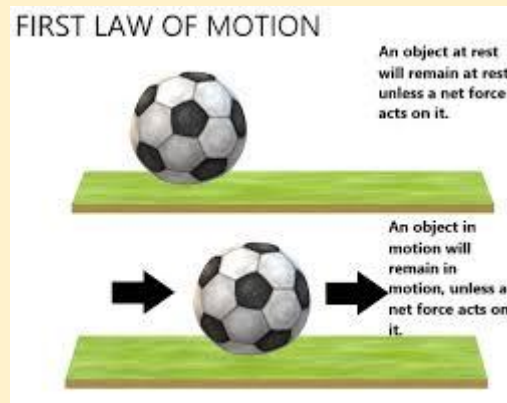 FIRST LAW OF MOTION
An object at rest
will remain at rest
unless a net force
acts on it.
An object in
motion will
remain in
motion, unless a
net force acts on
it.